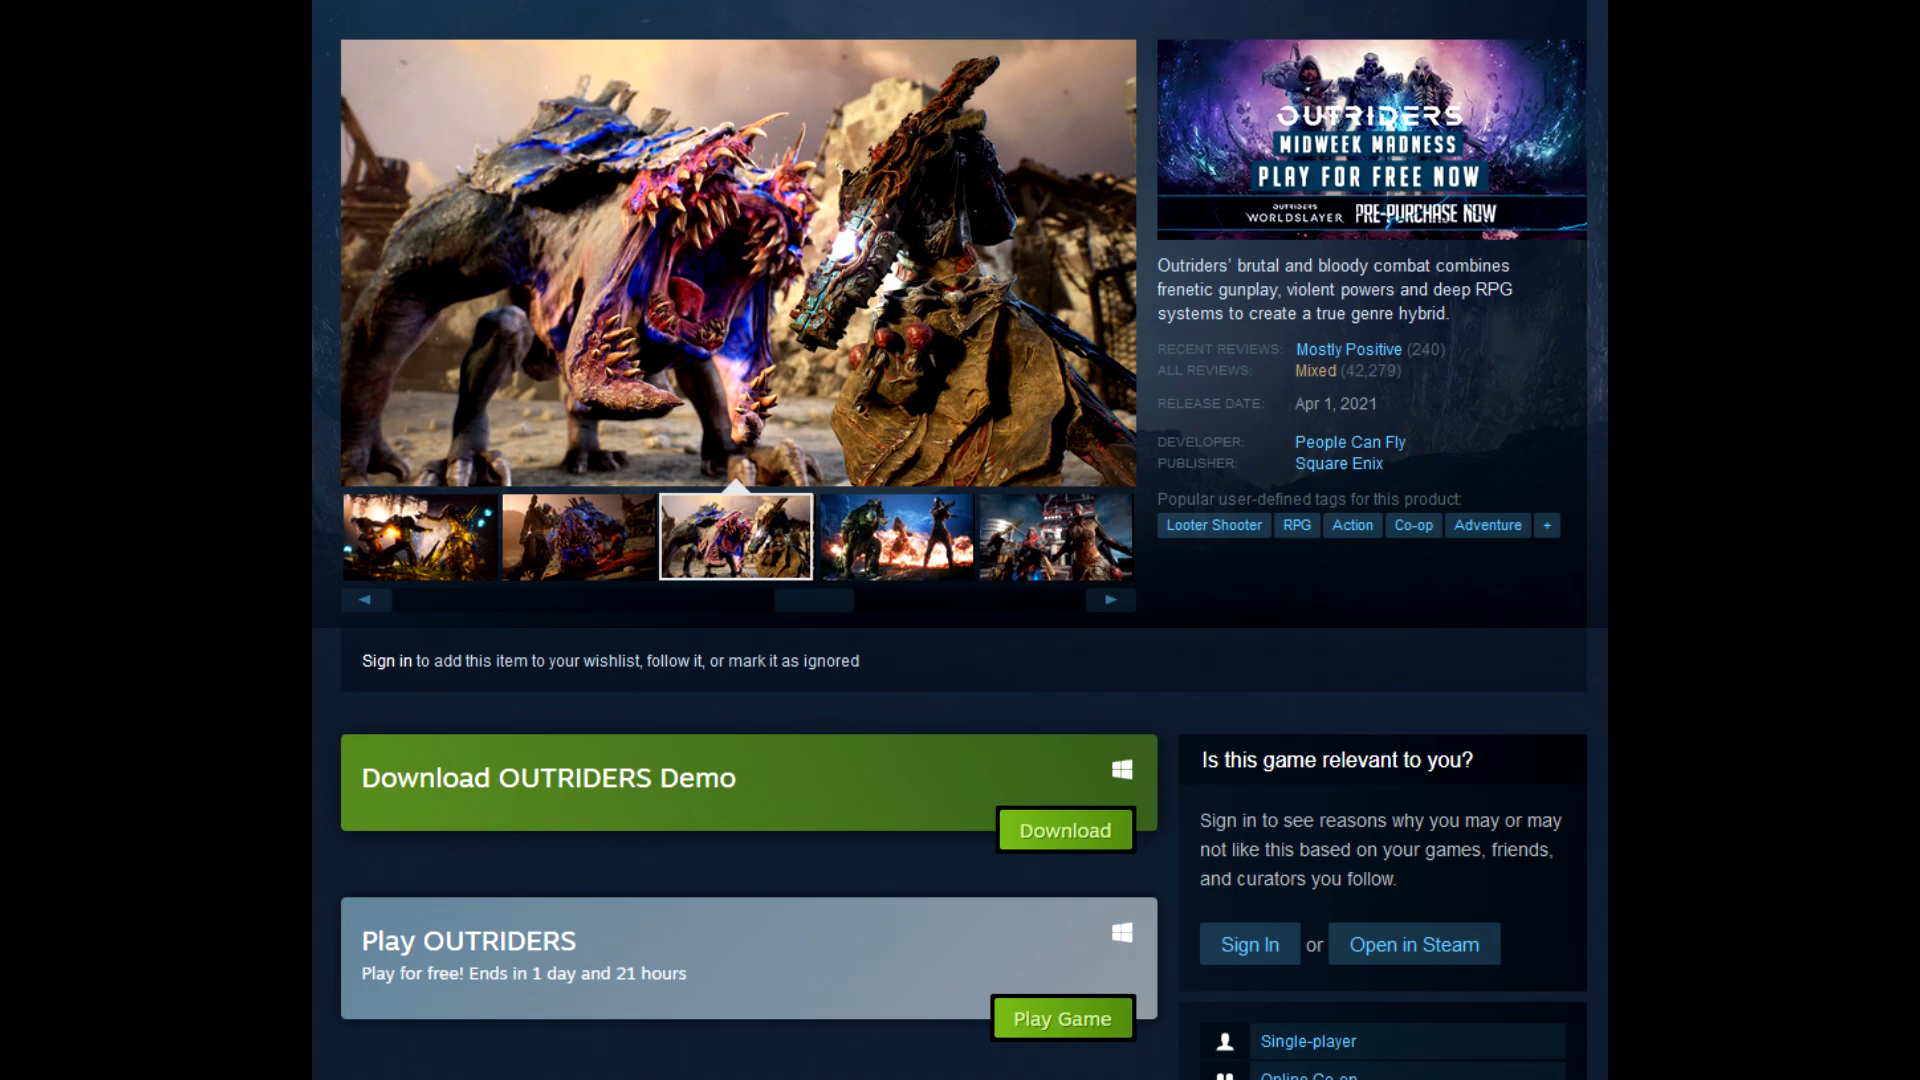 OUTRIDERS
MIDWEEK MADNESS
PLAY FOR FREE NOW
OUTRIDERS
WORLDSLAYER PRE-PURCHASE NOW
Outriders’ brutal and bloody combat combines
frenetic gunplay, violent powers and deep RPG
systems to create a true genre hybrid.
RECENT REVIEWS: Mostly Positive (240)
ALL REVIEWS: Mixed (42,279)
RELEASE DATE: Apr 1, 2021
DEVELOPER: People Can Fly
PUBLISHER: Square Enix
Popular user-defined tags for this product:
Looter Shooter RPG Action Co-op Adventure +
Sign in to add this item to your wishlist, follow it, or mark it as ignored
Download OUTRIDERS Demo
Download
Play OUTRIDERS
Play for free! Ends in 1 day and 21 hours
Play Game
Is this game relevant to you?
Sign in to see reasons why you may or may
not like this based on your games, friends,
and curators you follow.
Sign In or Open in Steam
Single-player
Online Co-op